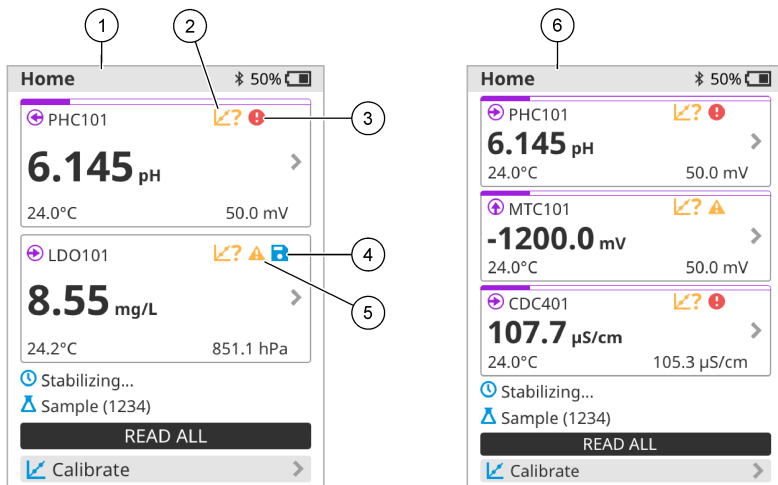 1
2
6
Home 50%
PHC101 ?
3
6.145 pH
24.0°C 50.0 mV
LDO101 ?
4
8.55 mg/L
5
24.2°C 851.1 hPa
Stabilizing...
Sample (1234)
READ ALL
Calibrate
Home 50%
PHC101 ?
6.145 pH
24.0°C 50.0 mV
MTC101 ?
-1200.0 mV
24.0°C 50.0 mV
CDC401 ?
107.7 µS/cm
24.0°C 105.3 µS/cm
Stabilizing...
Sample (1234)
READ ALL
Calibrate